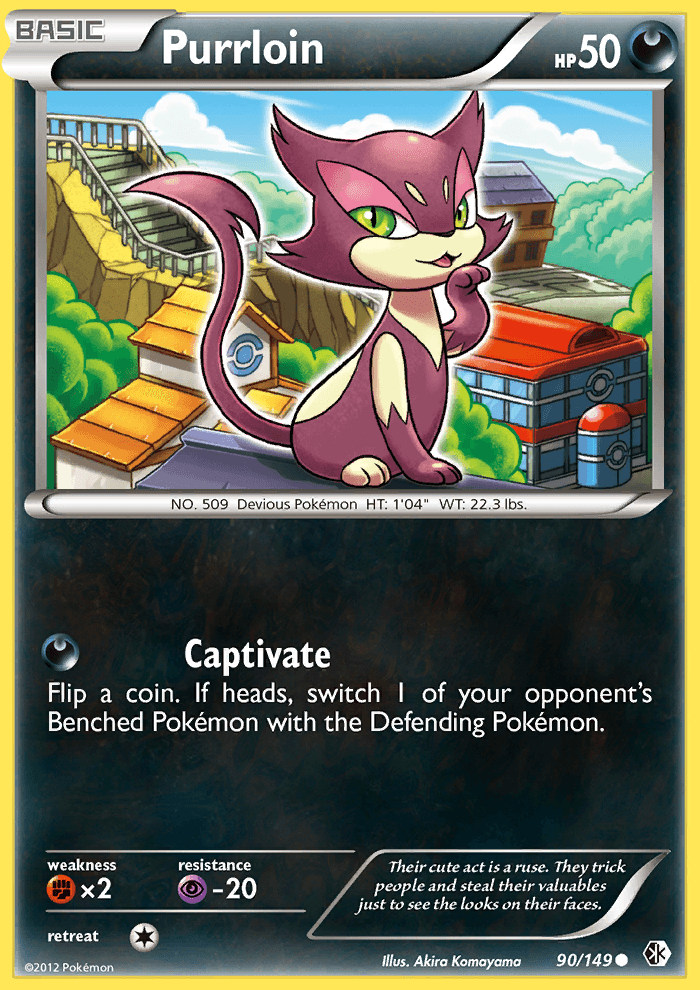 BASIC
Purrloin
HP50
NO. 509 Devious Pokémon HT: 1'04" WT: 22.3 lbs.
Captivate
Flip a coin. If heads, switch 1 of your opponent's
Benched Pokémon with the Defending Pokémon.
weakness
×2
resistance
-20
retreat
Their cute act is a ruse. They trick
people and steal their valuables
just to see the looks on their faces.
©2012 Pokémon
Illus. Akira Komayama
90/149